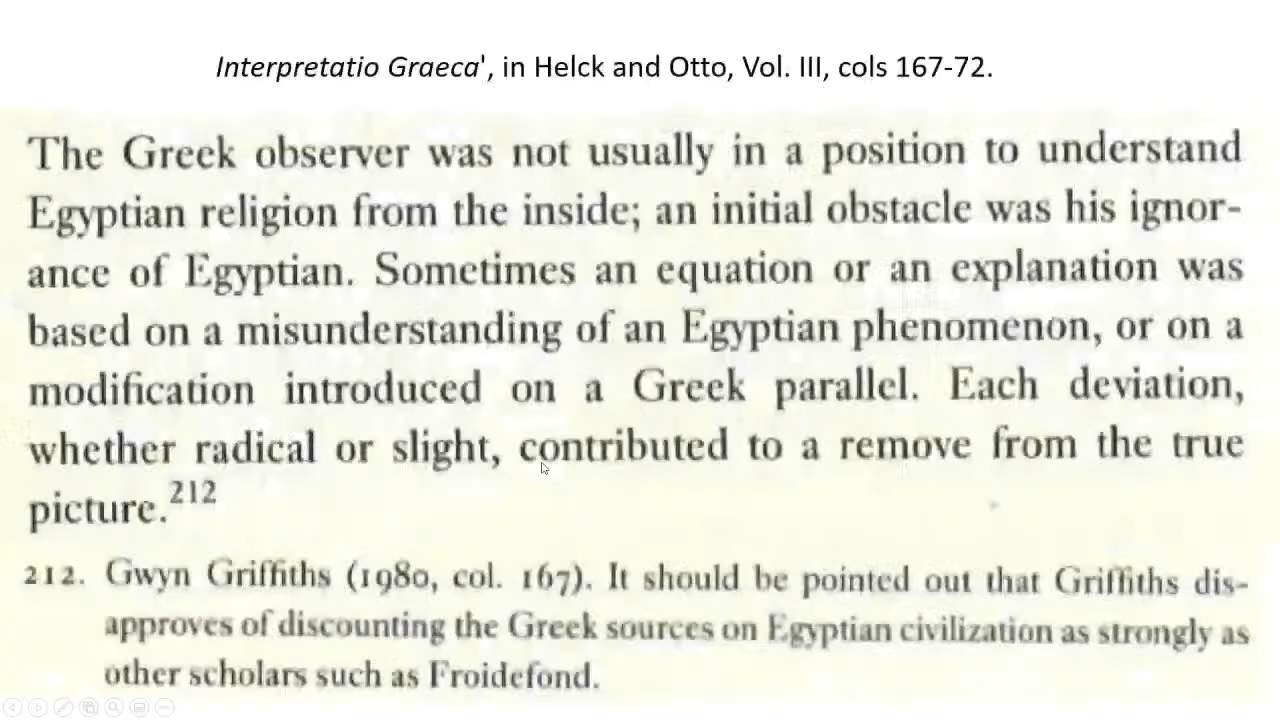 Interpretatio Graeca', in Helck and Otto, Vol. III, cols 167-72.
The Greek observer was not usually in a position to understand
Egyptian religion from the inside; an initial obstacle was his ignor-
ance of Egyptian. Sometimes an equation or an explanation was
based on a misunderstanding of an Egyptian phenomenon, or on a
modification introduced on a Greek parallel. Each deviation,
whether radical or slight, contributed to a remove from the true
picture.212
212. Gwyn Griffiths (1980, col. 167). It should be pointed out that Griffiths dis-
approves of discounting the Greek sources on Egyptian civilization as strongly as
other scholars such as Froidefond.